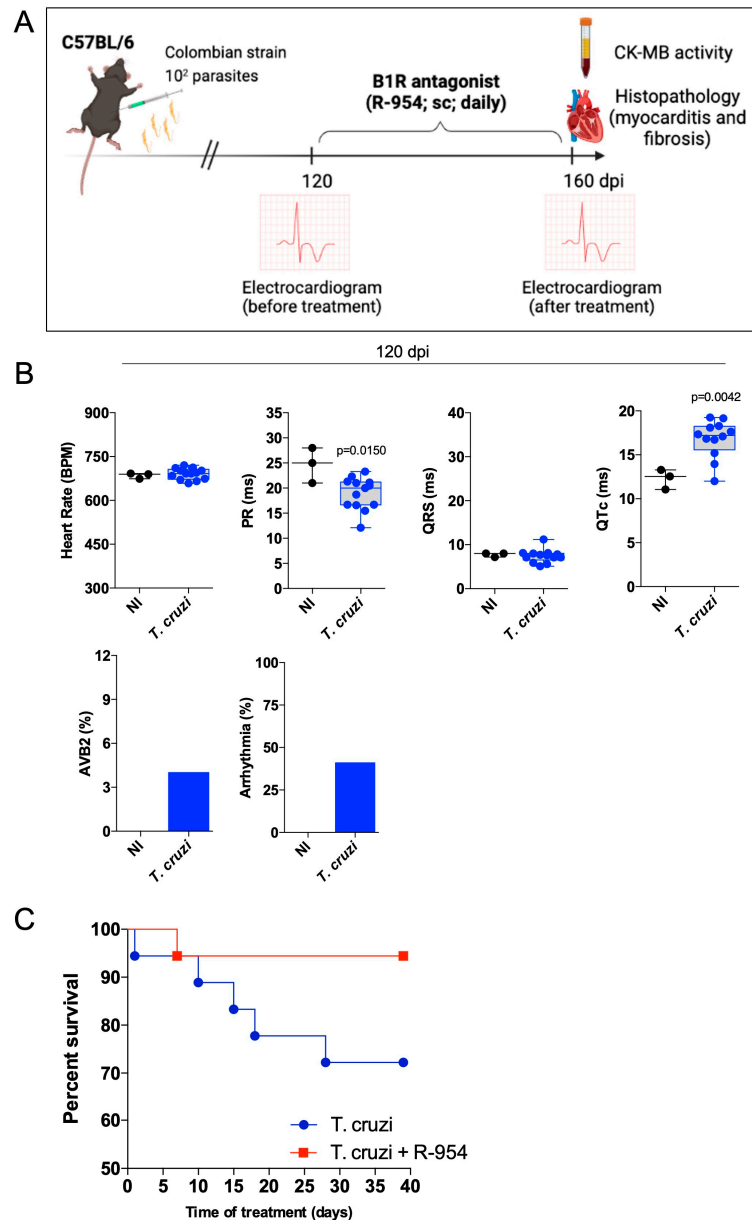 A
C57BL/6
Colombian strain
10² parasites
B1R antagonist
(R-954; sc; daily)
CK-MB activity
Histopathology
(myocarditis and
fibrosis)
120
160 dpi
Electrocardiogram
(before treatment)
Electrocardiogram
(after treatment)
120 dpi
B
Heart Rate (BPM)
900
750
600
450
300
NI
T. cruzi
PR (ms)
35
30
25
20
15
10
5
0
p=0.0150
NI
T. cruzi
QRS (ms)
40
30
20
10
0
NI
T. cruzi
QTc (ms)
20
15
10
5
0
p=0.0042
NI
T. cruzi
AVB2 (%)
12
9
6
3
0
NI
T. cruzi
Arrhythmia (%)
100
75
50
25
0
NI
T. cruzi
C
Percent survival
100
90
80
70
60
50
T. cruzi
T. cruzi + R-954
0 5 10 15 20 25 30 35 40
Time of treatment (days)